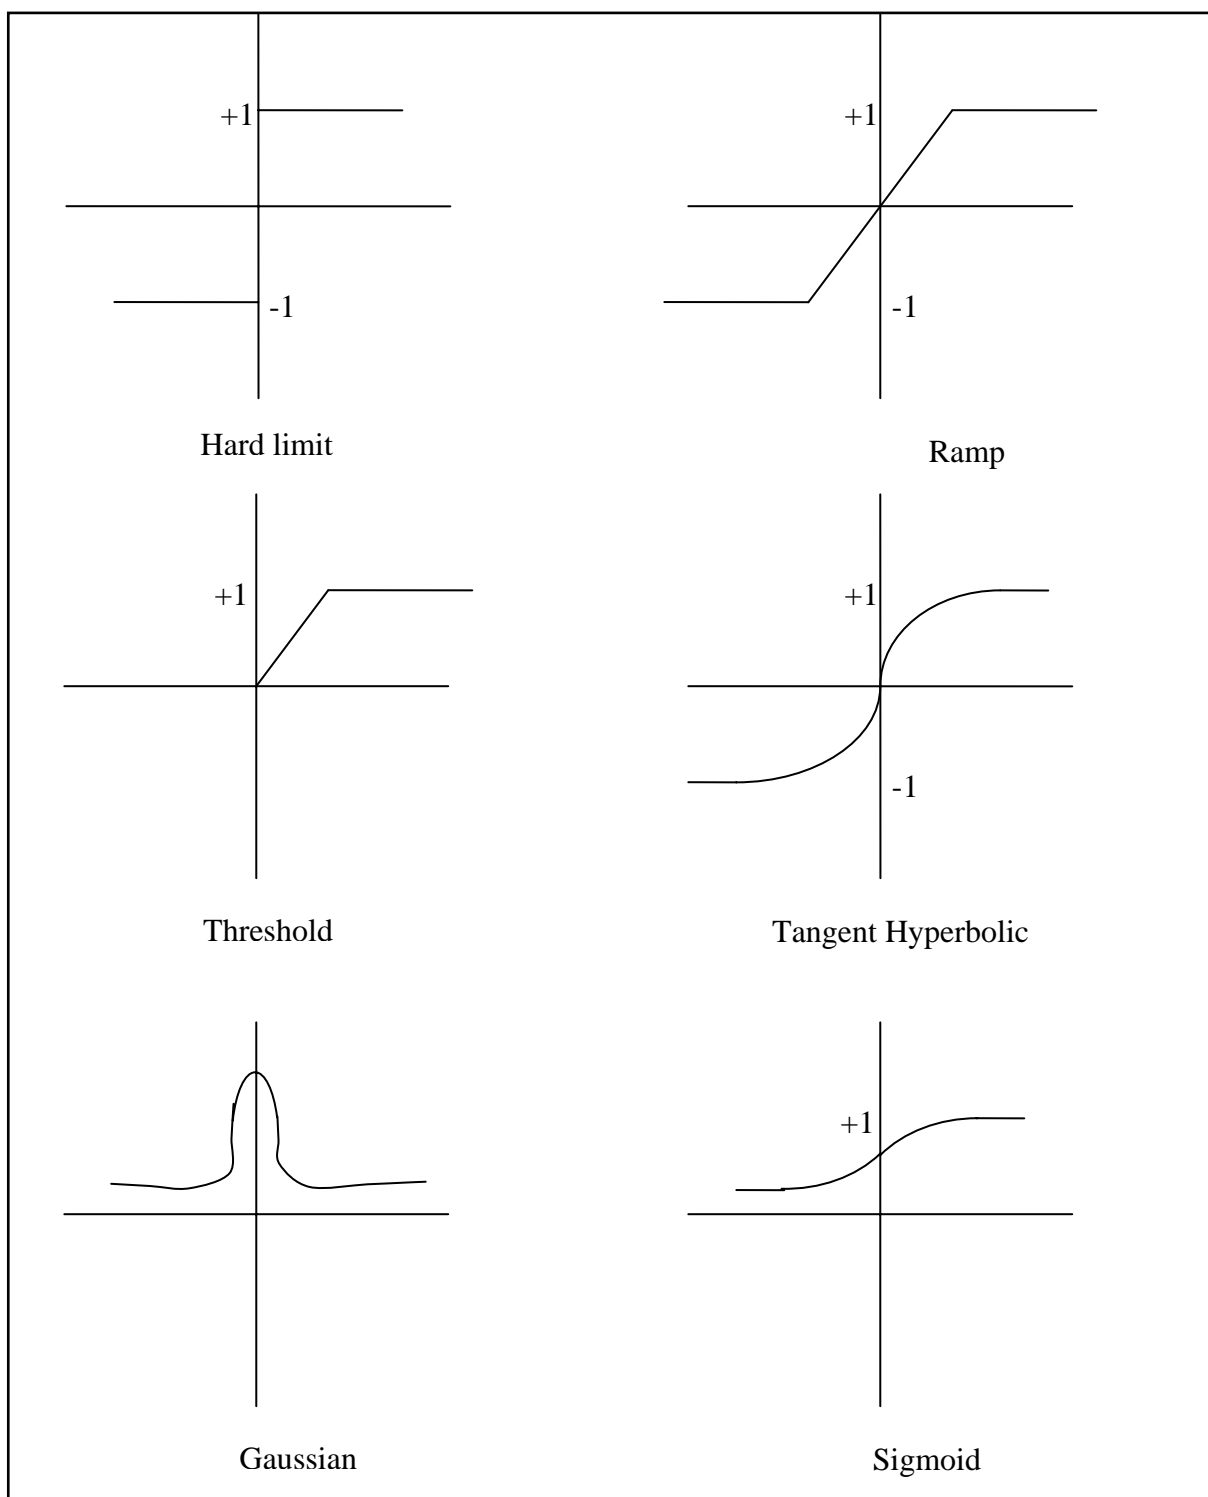 +1
-1
Hard limit
+1
-1
Ramp
+1
Threshold
+1
-1
Tangent Hyperbolic
Gaussian
+1
Sigmoid